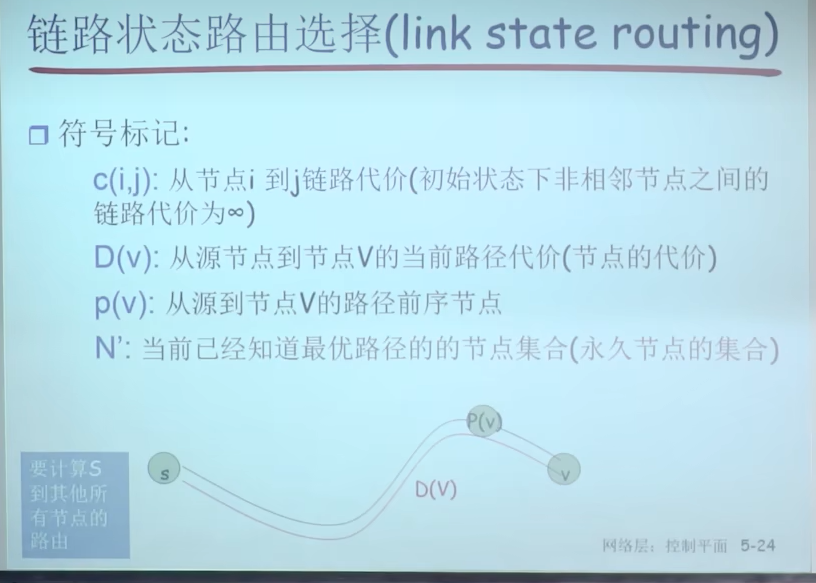 链路状态路由选择(link state routing)
符号标记:
c(i,j): 从节点i 到j链路代价(初始状态下非相邻节点之间的
链路代价为∞)
D(v): 从源节点到节点V的当前路径代价(节点的代价)
p(v): 从源到节点V的路径前序节点
N’: 当前已经知道最优路径的的节点集合(永久节点的集合)
P(v)
s
v
D(V)
要计算S
到其他所
有节点的
路由
网络层：控制平面 5-24